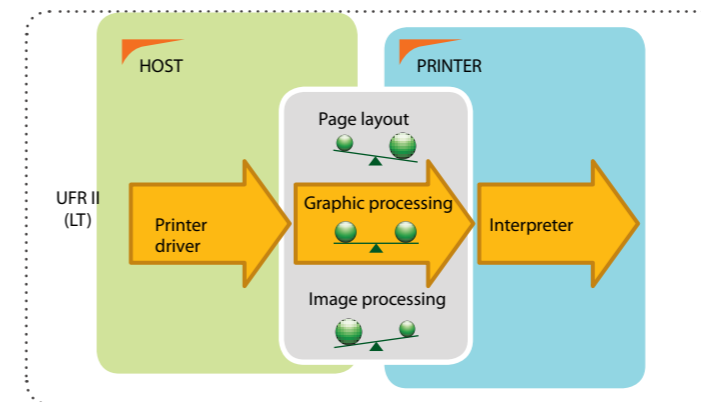 HOST
PRINTER
Page layout
UFR II
(LT)
Printer
driver
Graphic processing
Interpreter
Image processing